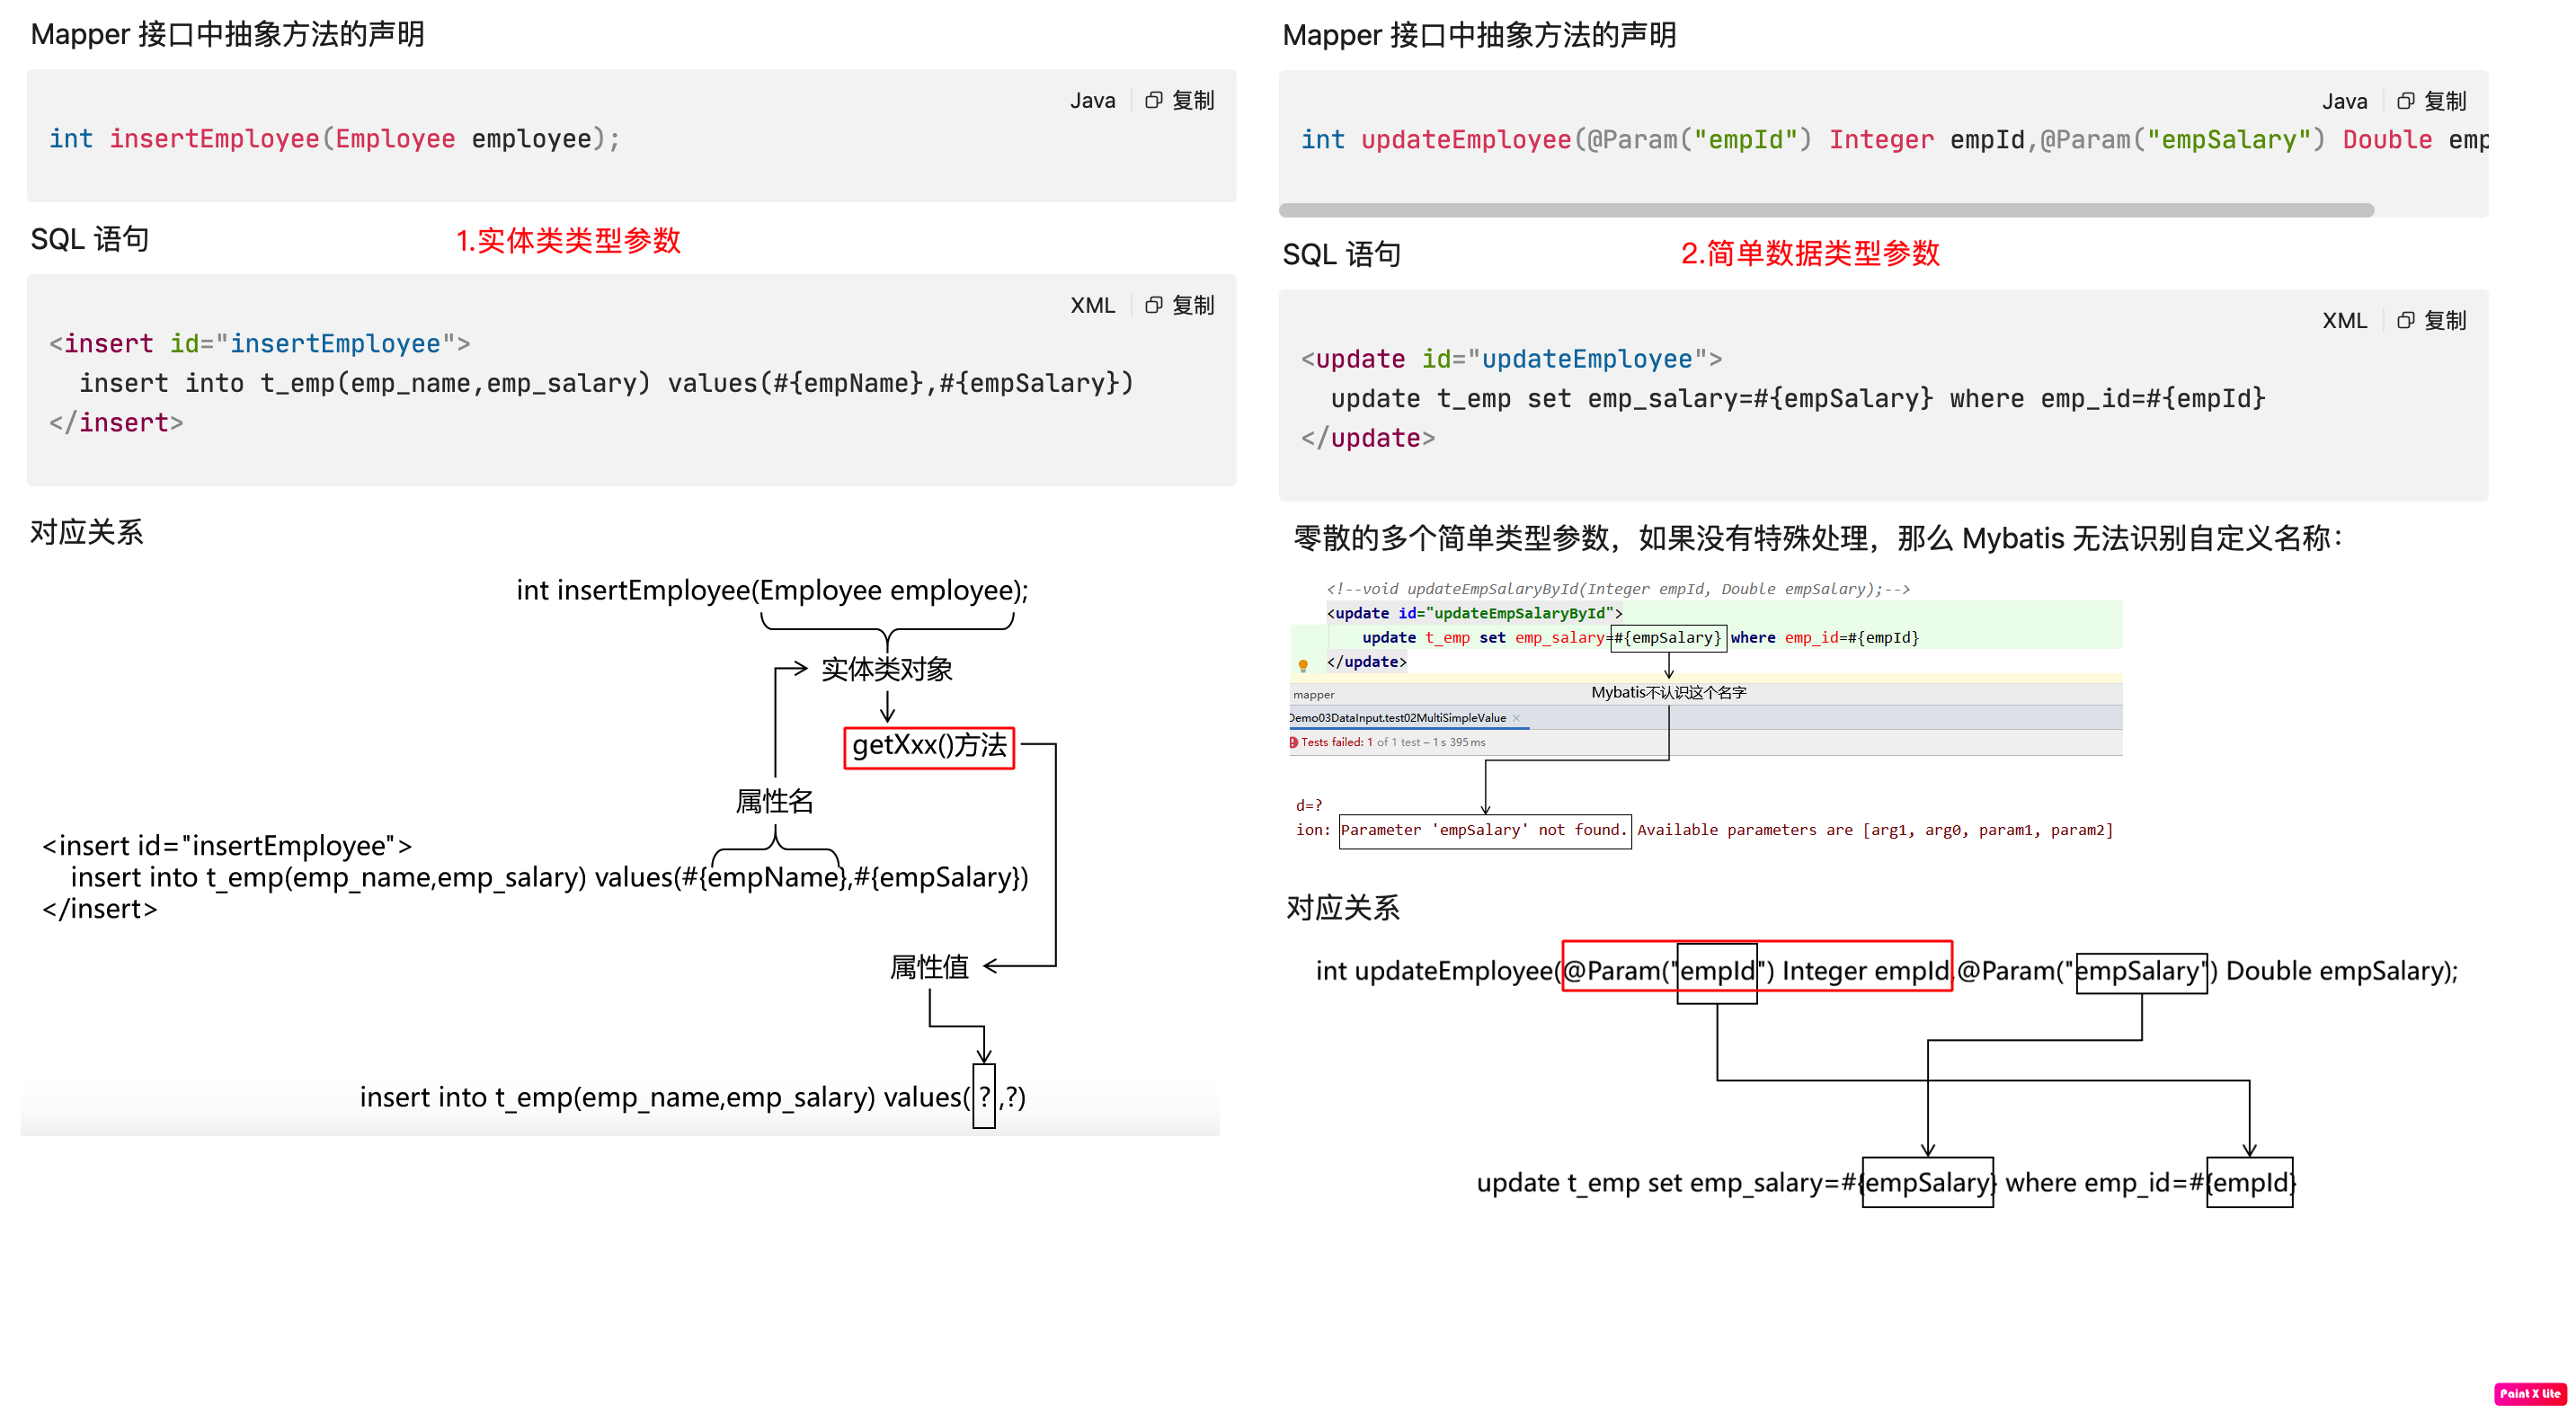 Mapper 接口中抽象方法的声明
Java 复制
int insertEmployee(Employee employee);
SQL 语句
1.实体类类型参数
XML 复制
<insert id="insertEmployee">
insert into t_emp(emp_name,emp_salary) values(#{empName},#{empSalary})
</insert>
对应关系
int insertEmployee(Employee employee);
实体类对象
getXxx()方法
属性名
<insert id="insertEmployee">
insert into t_emp(emp_name,emp_salary) values(#{empName},#{empSalary})
</insert>
属性值
insert into t_emp(emp_name,emp_salary) values( ? ,?)
Mapper 接口中抽象方法的声明
Java 复制
int updateEmployee(@Param("empId") Integer empId,@Param("empSalary") Double emp
SQL 语句
2.简单数据类型参数
XML 复制
<update id="updateEmployee">
update t_emp set emp_salary=#{empSalary} where emp_id=#{empId}
</update>
零散的多个简单类型参数，如果没有特殊处理，那么 Mybatis 无法识别自定义名称：
<!--void updateEmpSalaryById(Integer empId, Double empSalary);-->
<update id="updateEmpSalaryById">
update t_emp set emp_salary=#{empSalary} where emp_id=#{empId}
</update>
mapper
Mybatis不认识这个名字
Demo03DataInput.test02MultiSimpleValue ×
Tests failed: 1 of 1 test – 1 s 395 ms
d=?
ion: Parameter 'empSalary' not found. Available parameters are [arg1, arg0, param1, param2]
对应关系
int updateEmployee(@Param("empId") Integer empId,@Param("empSalary") Double empSalary);
update t_emp set emp_salary=#{empSalary} where emp_id=#{empId}
Paint X Lite